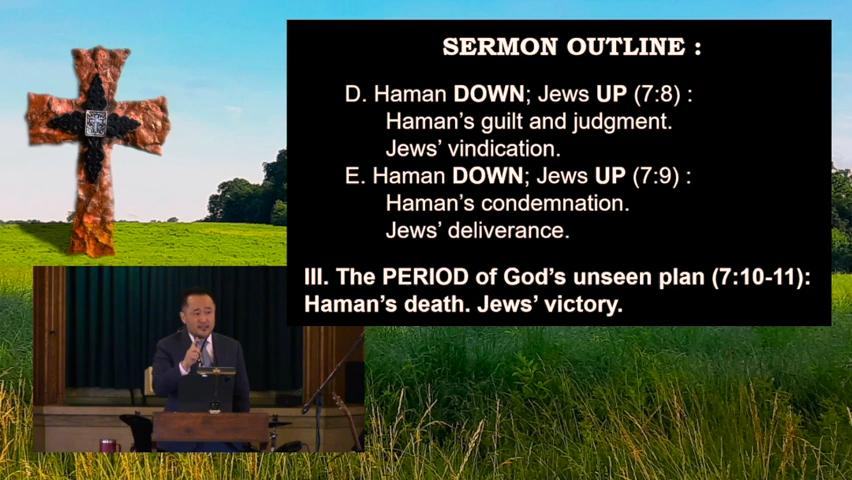 SERMON OUTLINE :
D. Haman DOWN; Jews UP (7:8) :
Haman's guilt and judgment.
Jews' vindication.
E. Haman DOWN; Jews UP (7:9) :
Haman's condemnation.
Jews' deliverance.
III. The PERIOD of God's unseen plan (7:10-11):
Haman's death. Jews' victory.